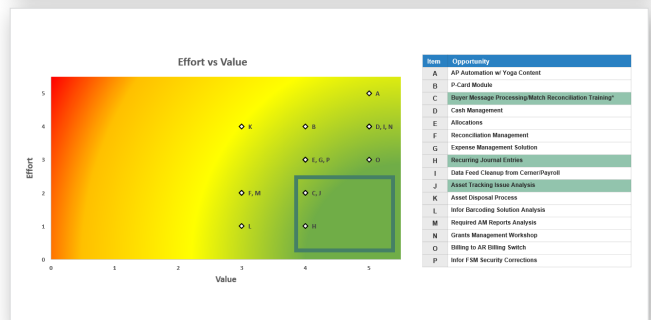 Effort vs Value
5
4
3
2
1
0
Effort
A
K
B
D, I, N
E, G, P
O
F, M
C, J
L
H
0
1
2
3
4
5
Value
Item Opportunity
A AP Automation w/ Yoga Content
B P-Card Module
C Buyer Message Processing/Match Reconciliation Training*
D Cash Management
E Allocations
F Reconciliation Management
G Expense Management Solution
H Recurring Journal Entries
I Data Feed Cleanup from Cerner/Payroll
J Asset Tracking Issue Analysis
K Asset Disposal Process
L Infor Barcoding Solution Analysis
M Required AM Reports Analysis
N Grants Management Workshop
O Billing to AR Billing Switch
P Infor FSM Security Corrections